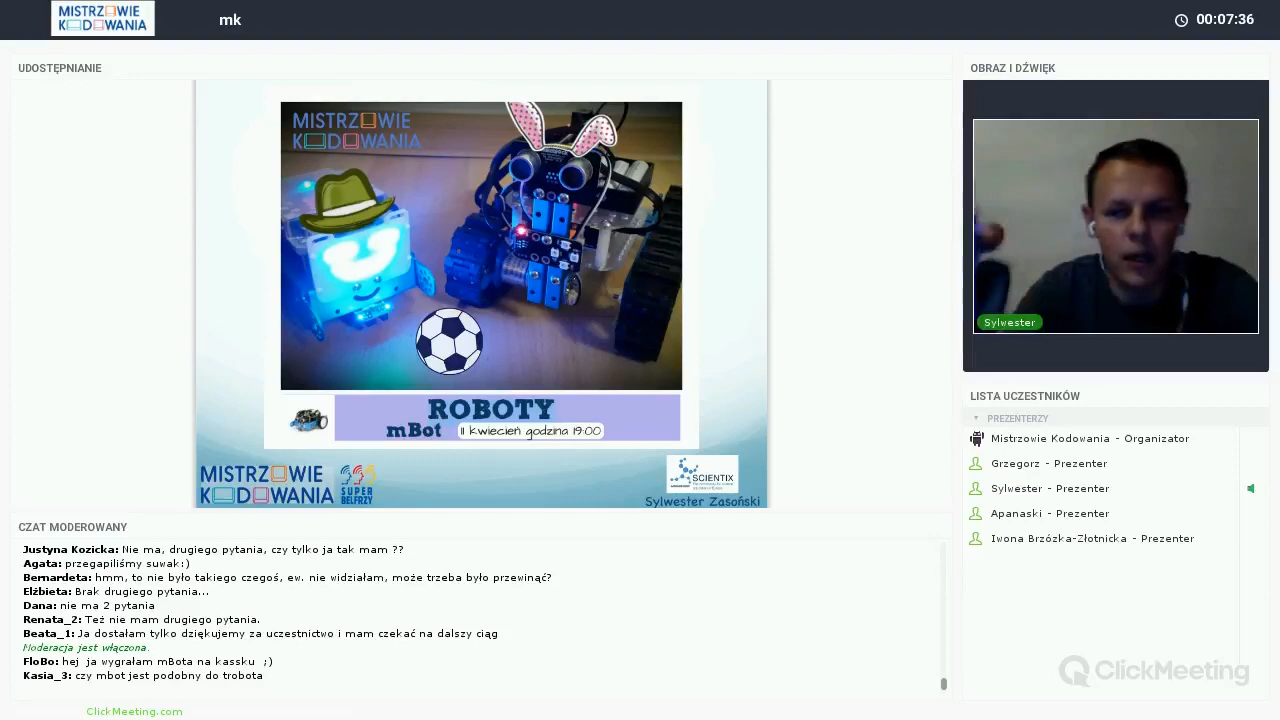 MISTRZOWIE
KODOWANIA
mk
00:07:36
UDOSTĘPNIANIE
MISTRZOWIE
KODOWANIA
ROBOTY
mBot 11 kwiecień godzina 19:00
MISTRZOWIE
KODOWANIA
SUPER
BELFRZY
SCIENTIX
Sylwester Zasoński
OBRAZ I DŹWIĘK
Sylwester
LISTA UCZESTNIKÓW
PREZENTERZY
Mistrzowie Kodowania - Organizator
Grzegorz - Prezenter
Sylwester - Prezenter
Apanaski - Prezenter
Iwona Brzózka-Złotnicka - Prezenter
CZAT MODEROWANY
Justyna Kozicka: Nie ma, drugiego pytania, czy tylko ja tak mam ??
Agata: przegapiliśmy suwak:)
Bernardeta: hmm, to nie było takiego czegoś, ew. nie widziałam, może trzeba było przewinąć?
Elżbieta: Brak drugiego pytania...
Dana: nie ma 2 pytania
Renata_2: Też nie mam drugiego pytania.
Beata_1: Ja dostałam tylko dziękujemy za uczestnictwo i mam czekać na dalszy ciąg
Moderacja jest włączona.
FloBo: hej ja wygrałam mBota na kassku ;)
Kasia_3: czy mbot jest podobny do trobota
ClickMeeting
ClickMeeting.com